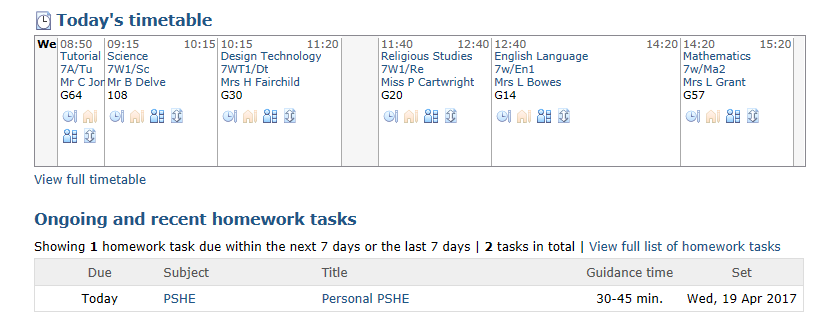 Today's timetable
We 08:50 09:15 10:15 10:15 11:20 11:40 12:40 12:40 14:20 14:20 15:20
Tutorial Science Design Technology Religious Studies English Language Mathematics
7A/Tu 7W1/Sc 7WT1/Dt 7W1/Re 7w/En1 7w/Ma2
Mr C Jor Mr B Delve Mrs H Fairchild Miss P Cartwright Mrs L Bowes Mrs L Grant
G64 108 G30 G20 G14 G57
View full timetable
Ongoing and recent homework tasks
Showing 1 homework task due within the next 7 days or the last 7 days | 2 tasks in total | View full list of homework tasks
Due Subject Title Guidance time Set
Today PSHE Personal PSHE 30-45 min. Wed, 19 Apr 2017